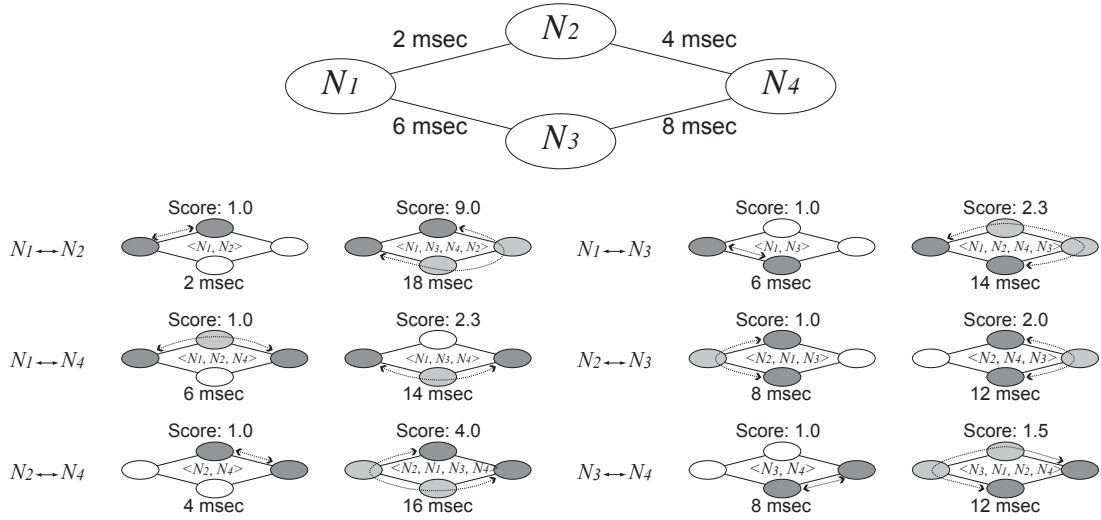 N2
2 msec 4 msec
N1 N4
6 msec 8 msec
N3
Score: 1.0 Score: 9.0 Score: 1.0 Score: 2.3
N1↔N2 <N1, N2> <N1, N3, N4, N2> N1↔N3 <N1, N3> <N1, N2, N4, N3>
2 msec 18 msec 6 msec 14 msec
Score: 1.0 Score: 2.3 Score: 1.0 Score: 2.0
N1↔N4 <N1, N2, N4> <N1, N3, N4> N2↔N3 <N2, N1, N3> <N2, N4, N3>
6 msec 14 msec 8 msec 12 msec
Score: 1.0 Score: 4.0 Score: 1.0 Score: 1.5
N2↔N4 <N2, N4> <N2, N1, N3, N4> N3↔N4 <N3, N4> <N3, N1, N2, N4>
4 msec 16 msec 8 msec 12 msec